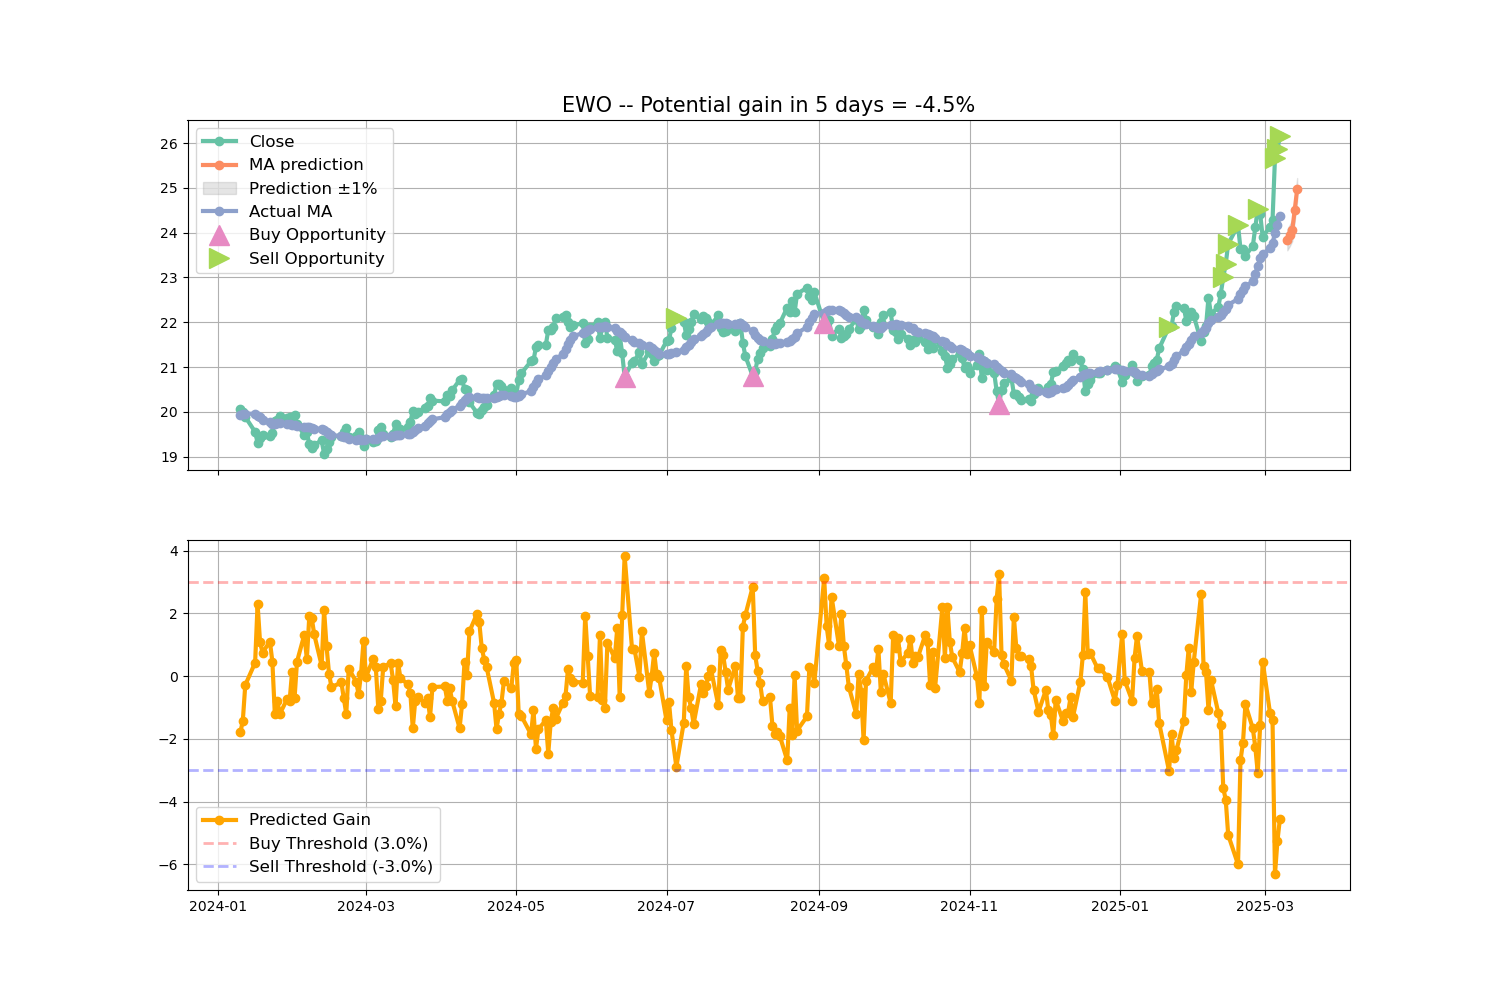 EWO -- Potential gain in 5 days = -4.5%
26
25
24
23
22
21
20
19
Close
MA prediction
Prediction ±1%
Actual MA
Buy Opportunity
Sell Opportunity
4
2
0
−2
−4
−6
Predicted Gain
Buy Threshold (3.0%)
Sell Threshold (-3.0%)
2024-01
2024-03
2024-05
2024-07
2024-09
2024-11
2025-01
2025-03